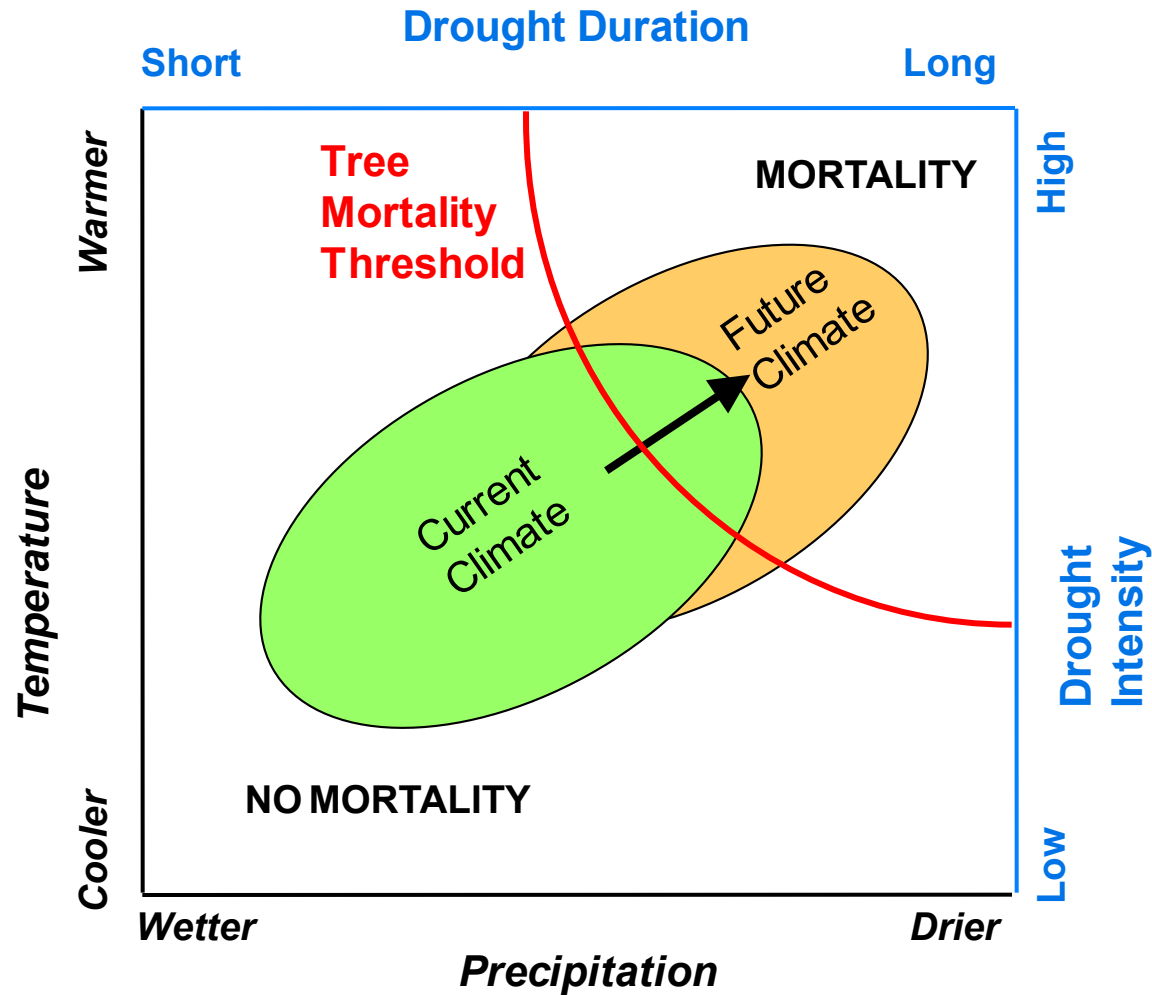 Drought Duration
Short
Long
Warmer
Tree
Mortality
Threshold
MORTALITY
High
Future
Climate
Current
Climate
Temperature
Drought
Intensity
NO MORTALITY
Cooler
Low
Wetter
Drier
Precipitation